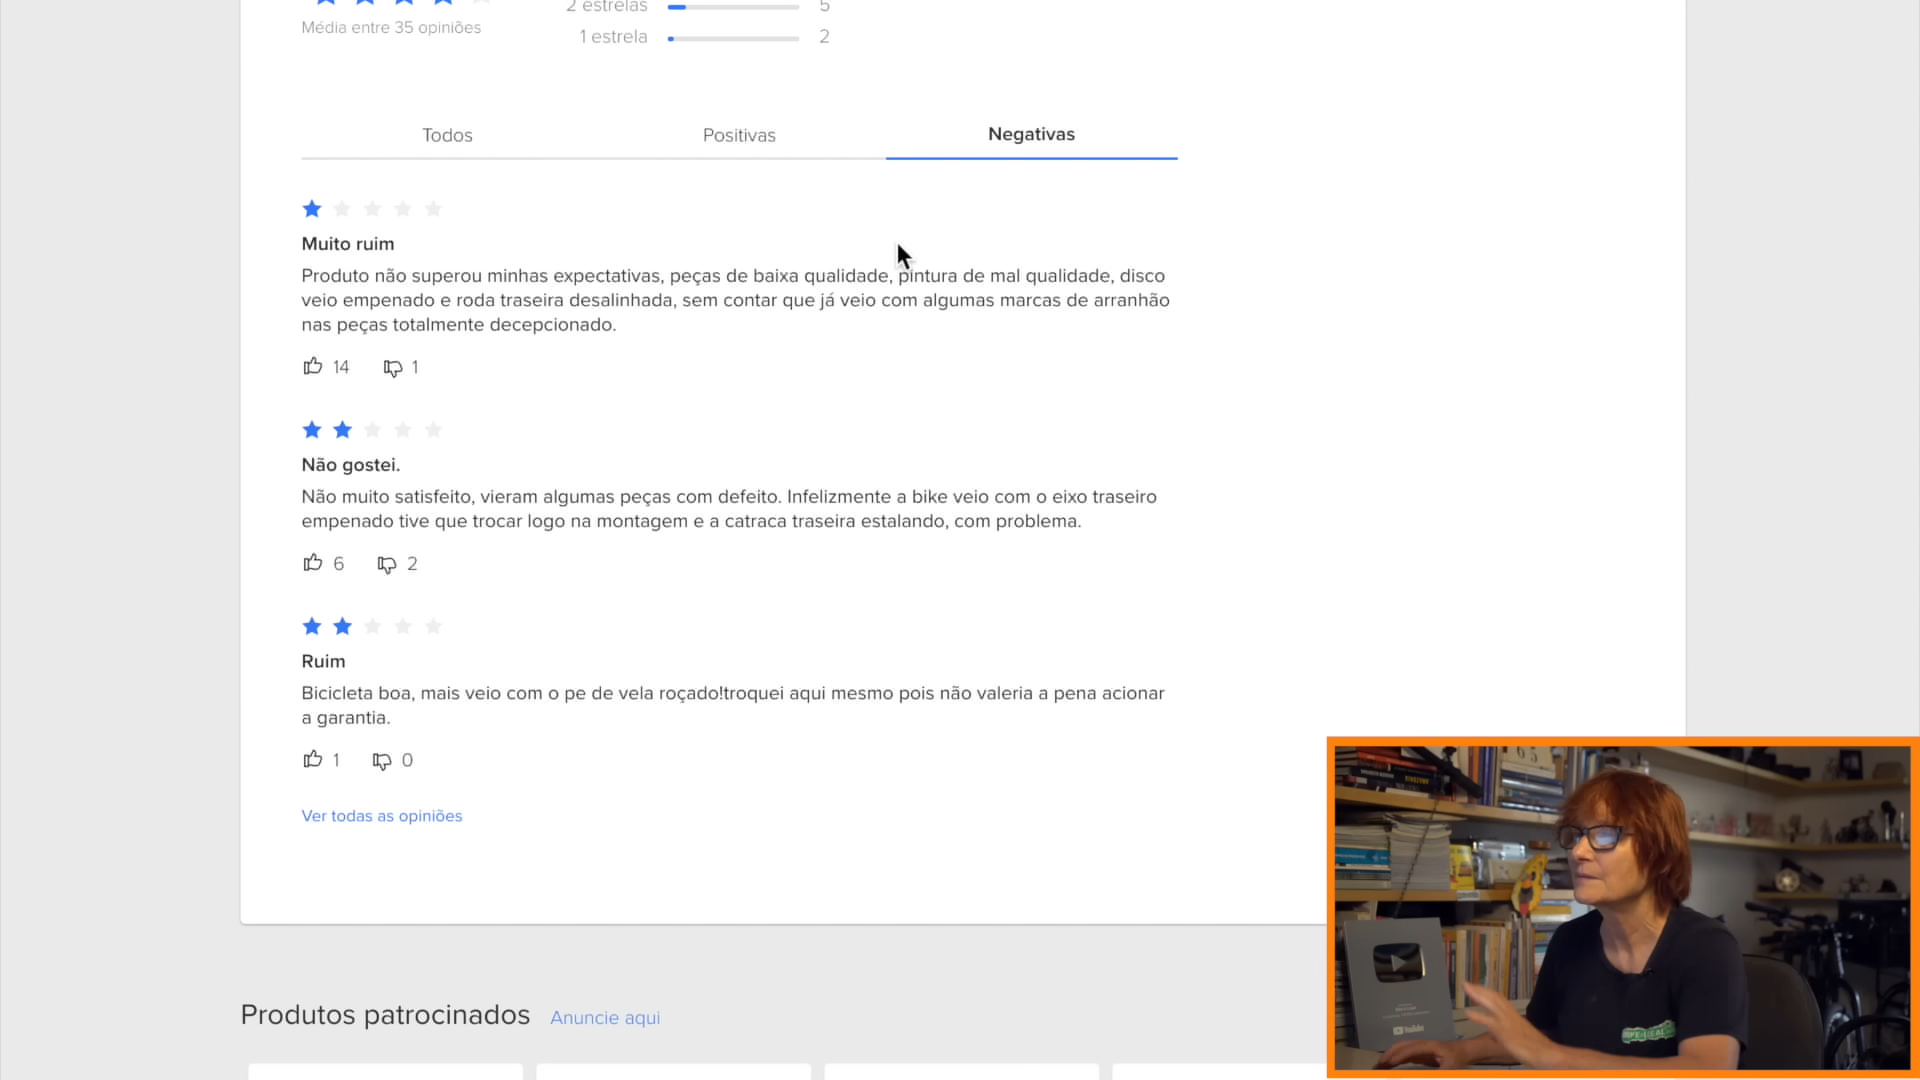 2 estrelas 5
Média entre 35 opiniões
1 estrela 2
Todos Positivas Negativas
Muito ruim
Produto não superou minhas expectativas, peças de baixa qualidade, pintura de mal qualidade, disco
veio empenado e roda traseira desalinhada, sem contar que já veio com algumas marcas de arranhão
nas peças totalmente decepcionado.
14 1
Não gostei.
Não muito satisfeito, vieram algumas peças com defeito. Infelizmente a bike veio com o eixo traseiro
empenado tive que trocar logo na montagem e a catraca traseira estalando, com problema.
6 2
Ruim
Bicicleta boa, mais veio com o pe de vela roçado!troquei aqui mesmo pois não valeria a pena acionar
a garantia.
1 0
Ver todas as opiniões
Produtos patrocinados Anuncie aqui
YouTube